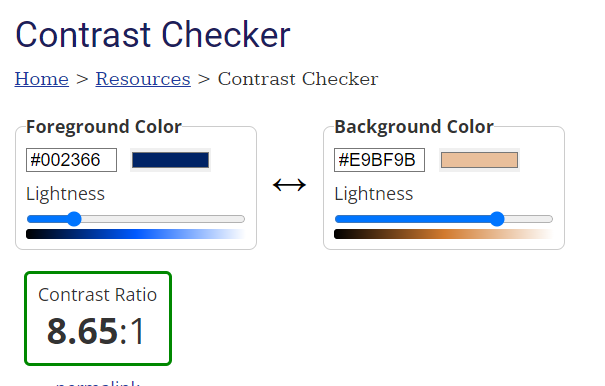 Contrast Checker
Home > Resources > Contrast Checker
Foreground Color
#002366
Lightness
Background Color
#E9BF9B
Lightness
Contrast Ratio
8.65:1
permalink